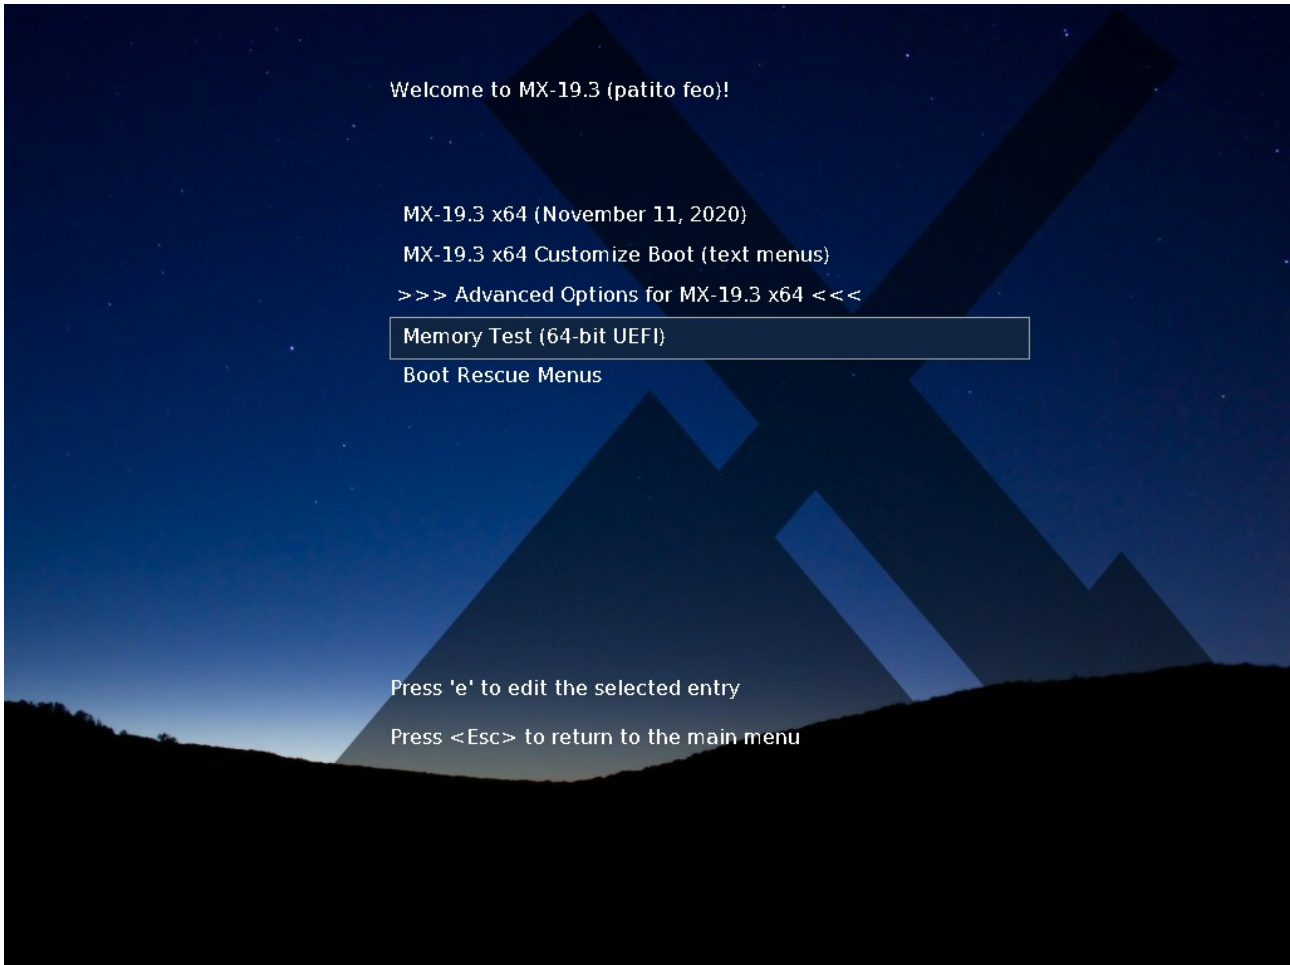 Welcome to MX-19.3 (patito feo)!
MX-19.3 x64 (November 11, 2020)
MX-19.3 x64 Customize Boot (text menus)
>>> Advanced Options for MX-19.3 x64 <<<
Memory Test (64-bit UEFI)
Boot Rescue Menus
Press 'e' to edit the selected entry
Press <Esc> to return to the main menu